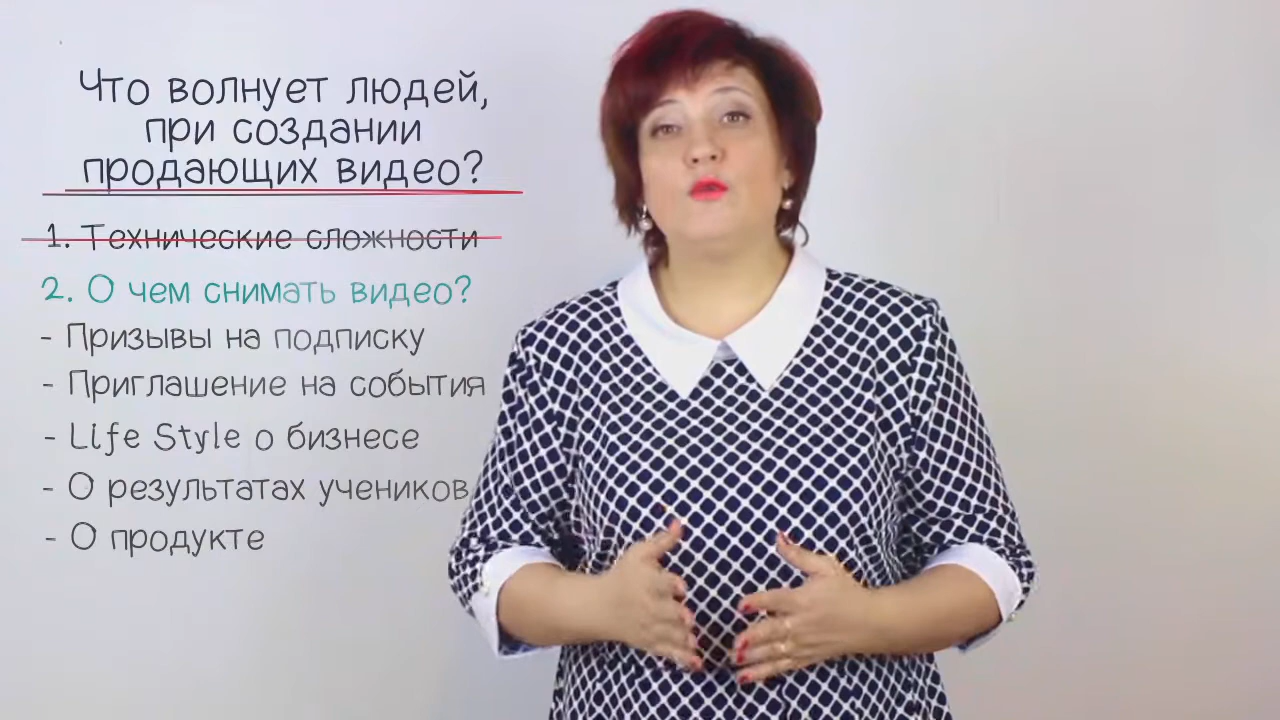 Что волнует людей,
при создании
продающих видео?
1. Технические сложности
2. О чем снимать видео?
- Призывы на подписку
- Приглашение на события
- Life Style о бизнесе
- О результатах учеников
- О продукте